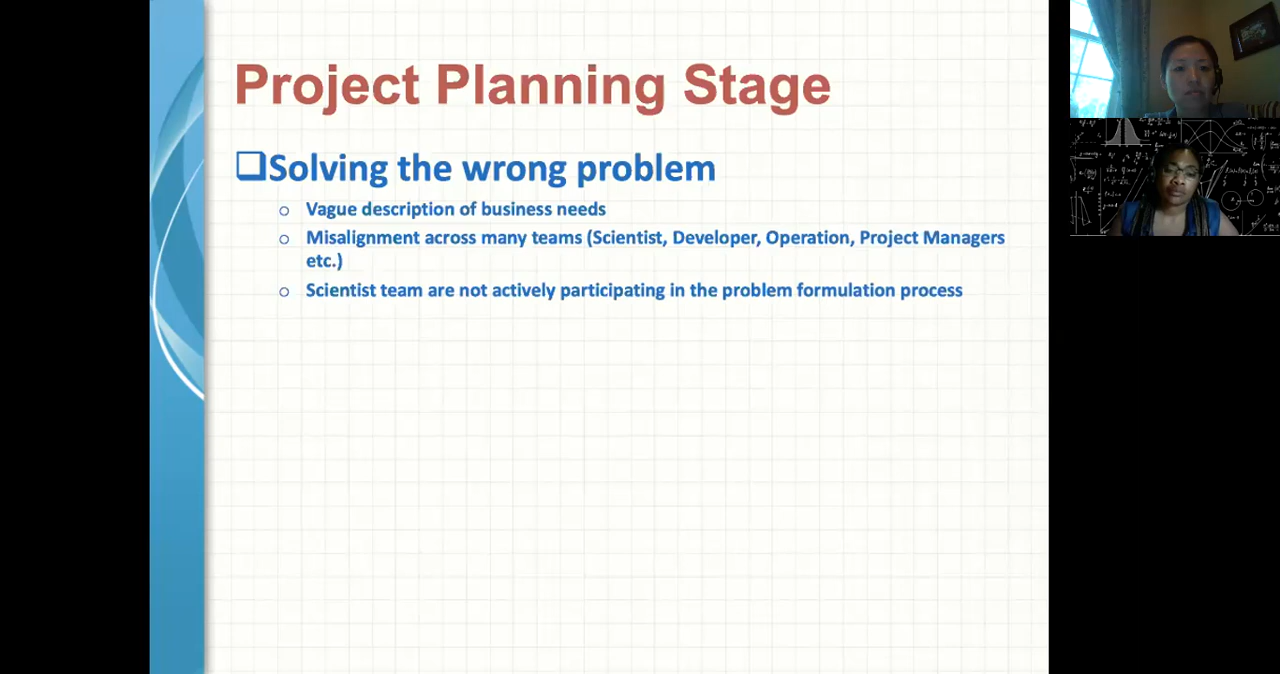 Project Planning Stage
❑Solving the wrong problem
o Vague description of business needs
o Misalignment across many teams (Scientist, Developer, Operation, Project Managers
etc.)
o Scientist team are not actively participating in the problem formulation process